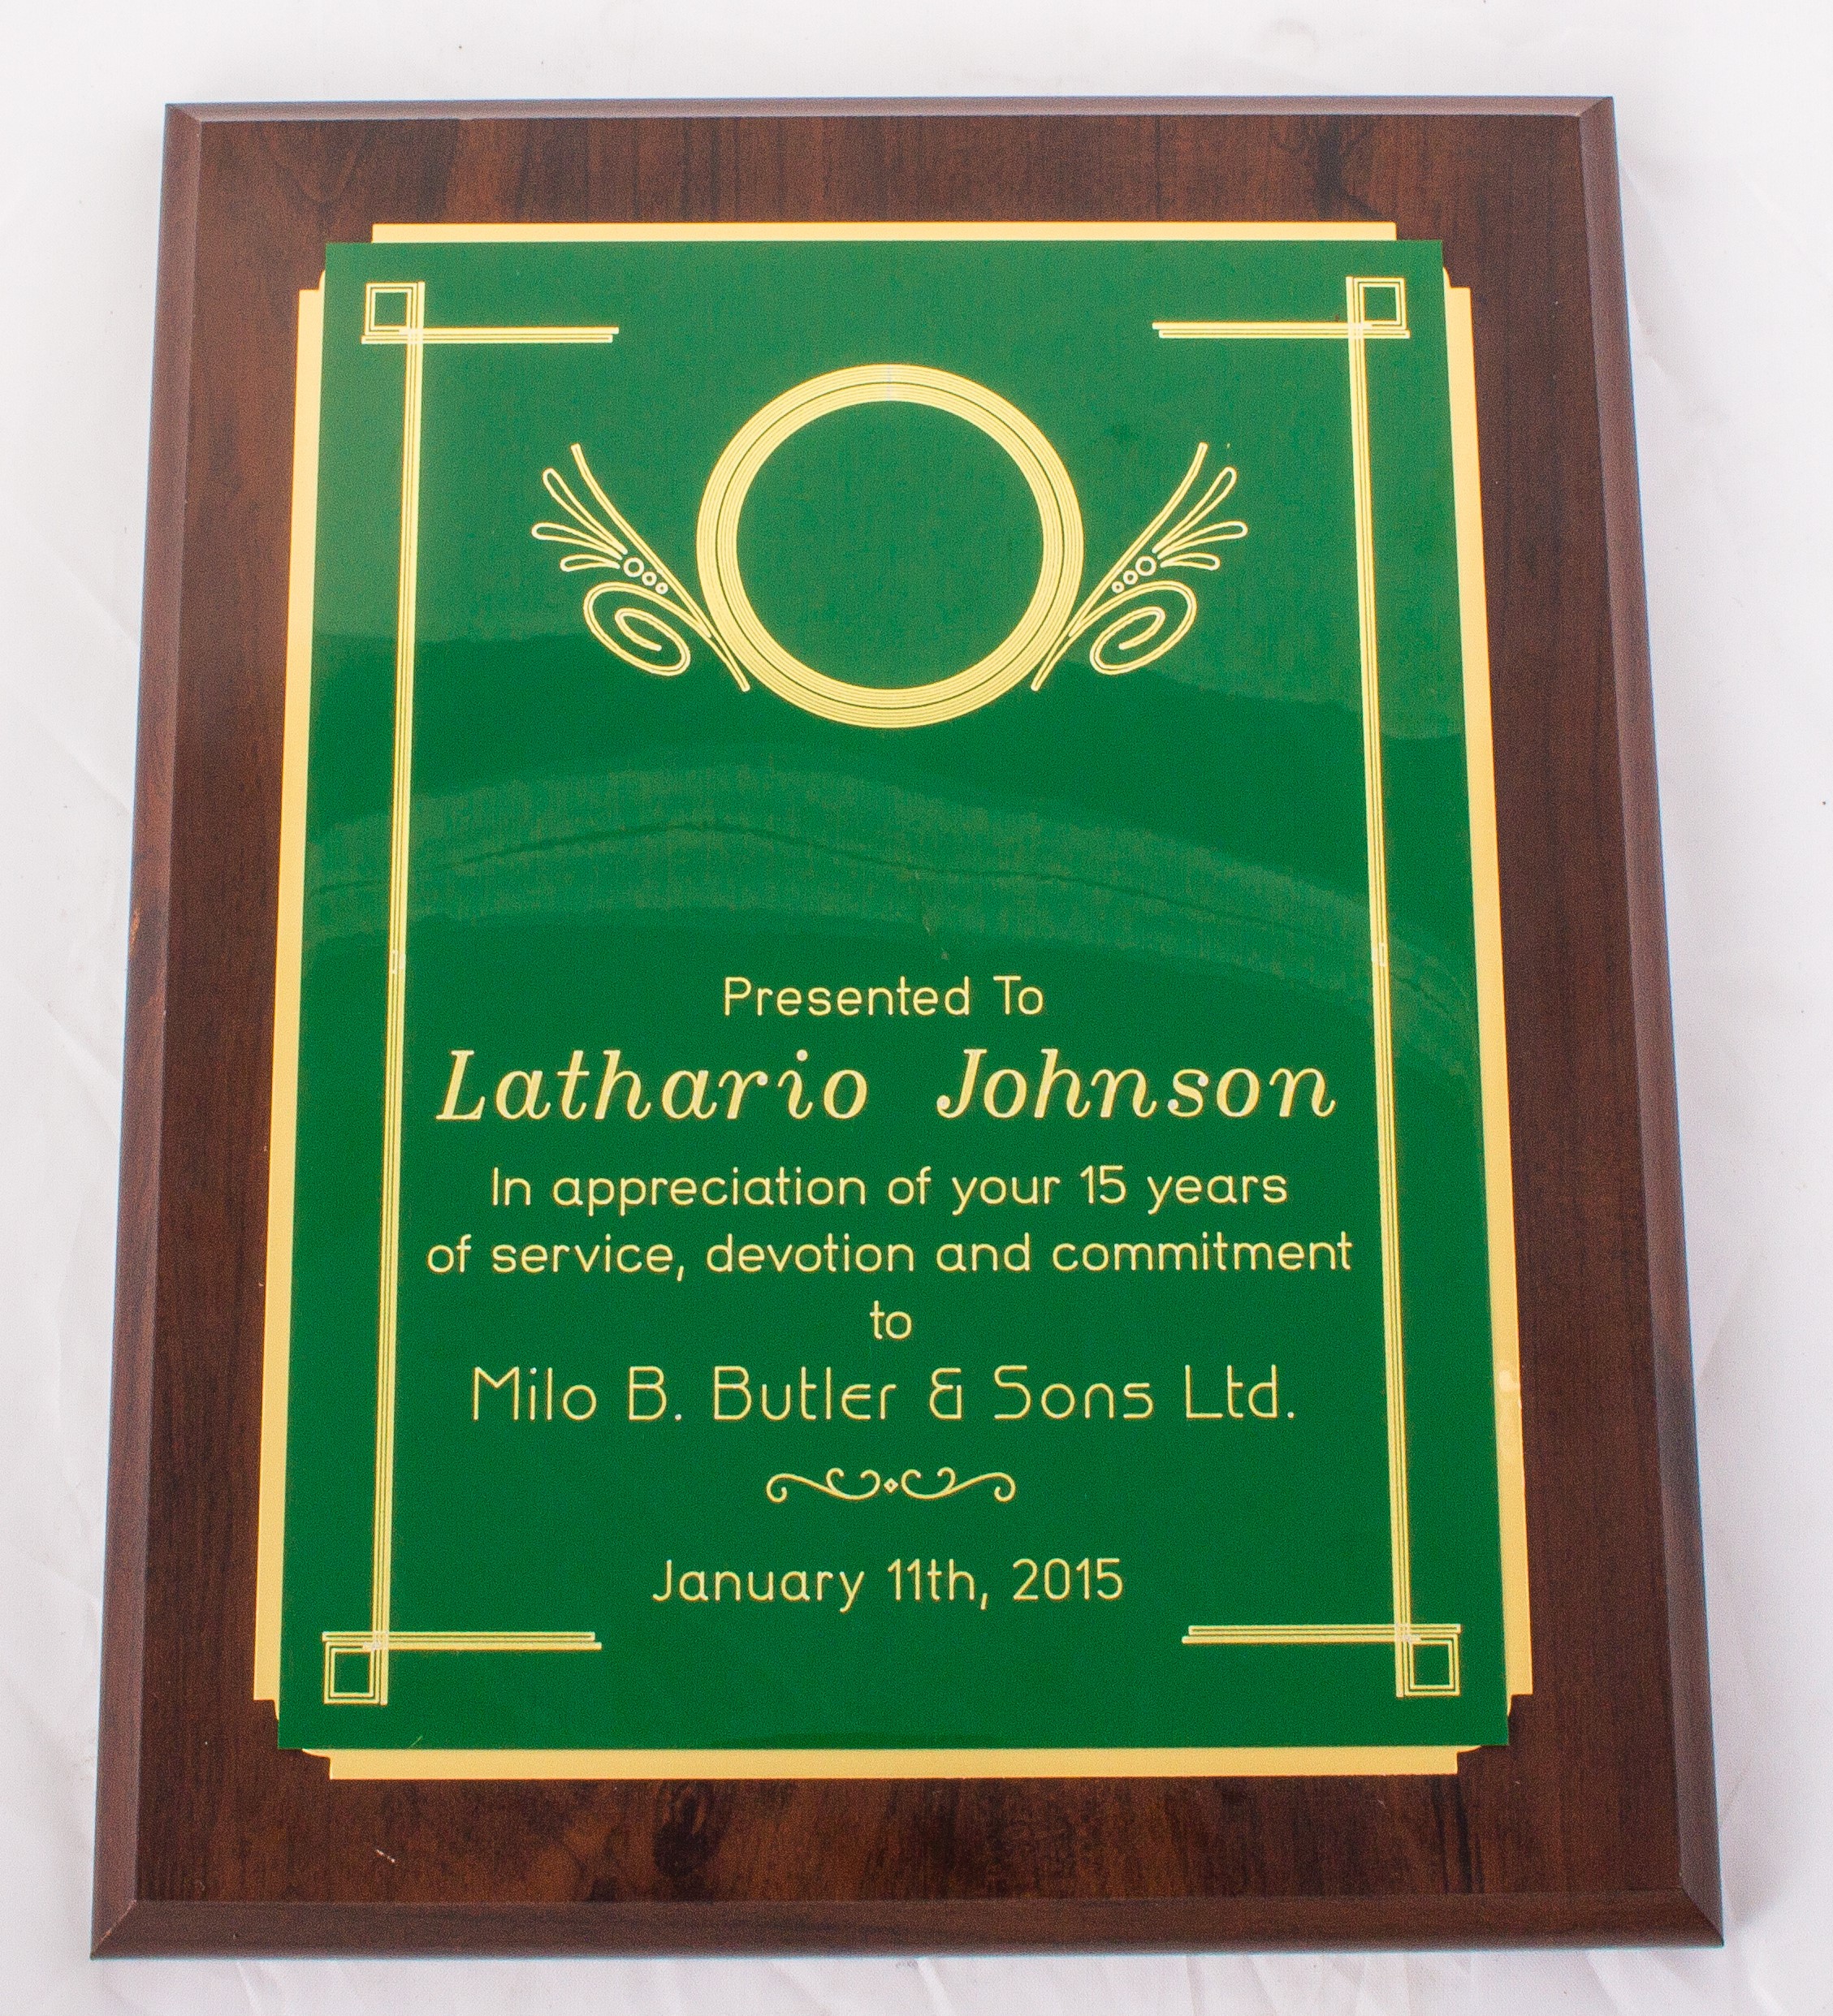 Presented To
Lathario Johnson
In appreciation of your 15 years
of service, devotion and commitment
to
Milo B. Butler & Sons Ltd.
January 11th, 2015